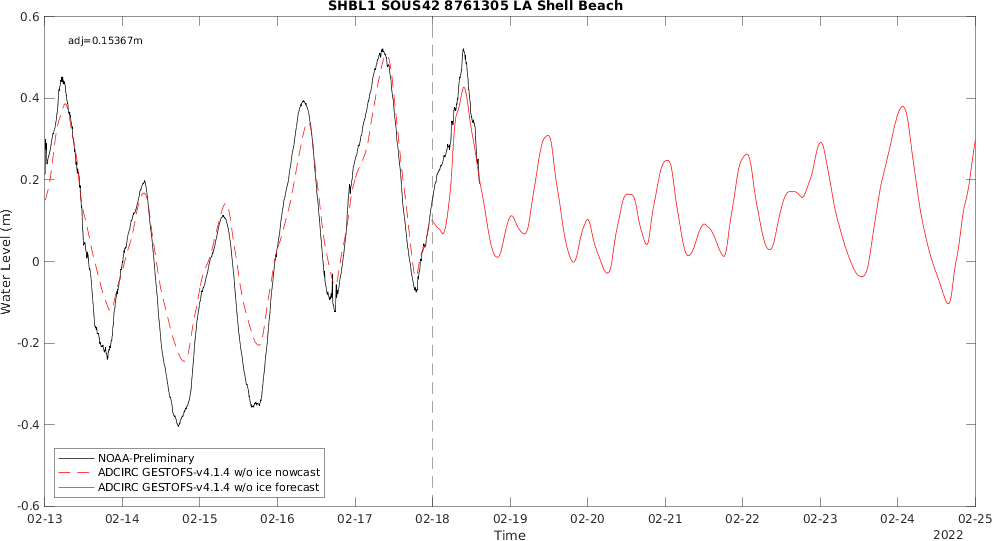 SHBL1 SOUS42 8761305 LA Shell Beach
adj=0.15367m
0.6
0.4
0.2
0
-0.2
-0.4
-0.6
Water Level (m)
NOAA-Preliminary
ADCIRC GESTOFS-v4.1.4 w/o ice nowcast
ADCIRC GESTOFS-v4.1.4 w/o ice forecast
02-13 02-14 02-15 02-16 02-17 02-18 02-19 02-20 02-21 02-22 02-23 02-24 02-25
Time
2022